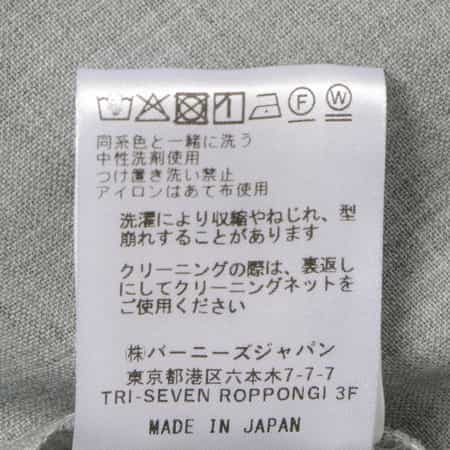 F W
同系色と一緒に洗う
中性洗剤使用
つけ置き洗い禁止
アイロンはあて布使用
洗濯により収縮やねじれ、型
崩れすることがあります
クリーニングの際は、裏返し
にしてクリーニングネットを
ご使用ください
㈱バーニーズジャパン
東京都港区六本木7-7-7
TRI-SEVEN ROPPONGI 3F
MADE IN JAPAN